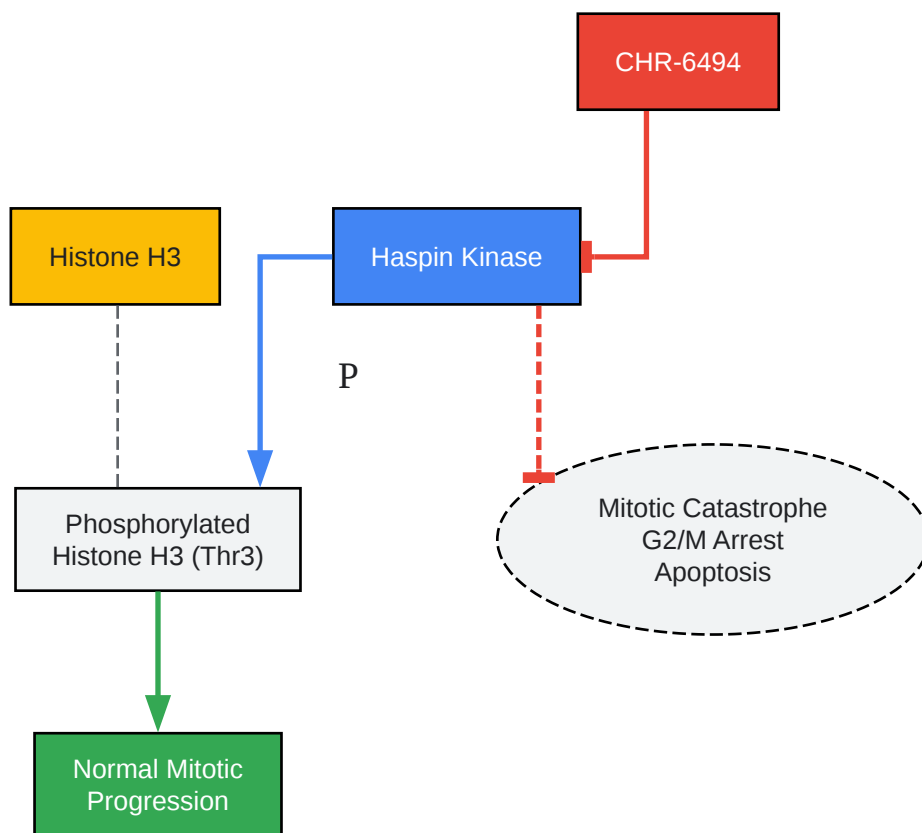 CHR-6494
Histone H3
Haspin Kinase
P
Phosphorylated
Histone H3 (Thr3)
Mitotic Catastrophe
G2/M Arrest
Apoptosis
Normal Mitotic
Progression